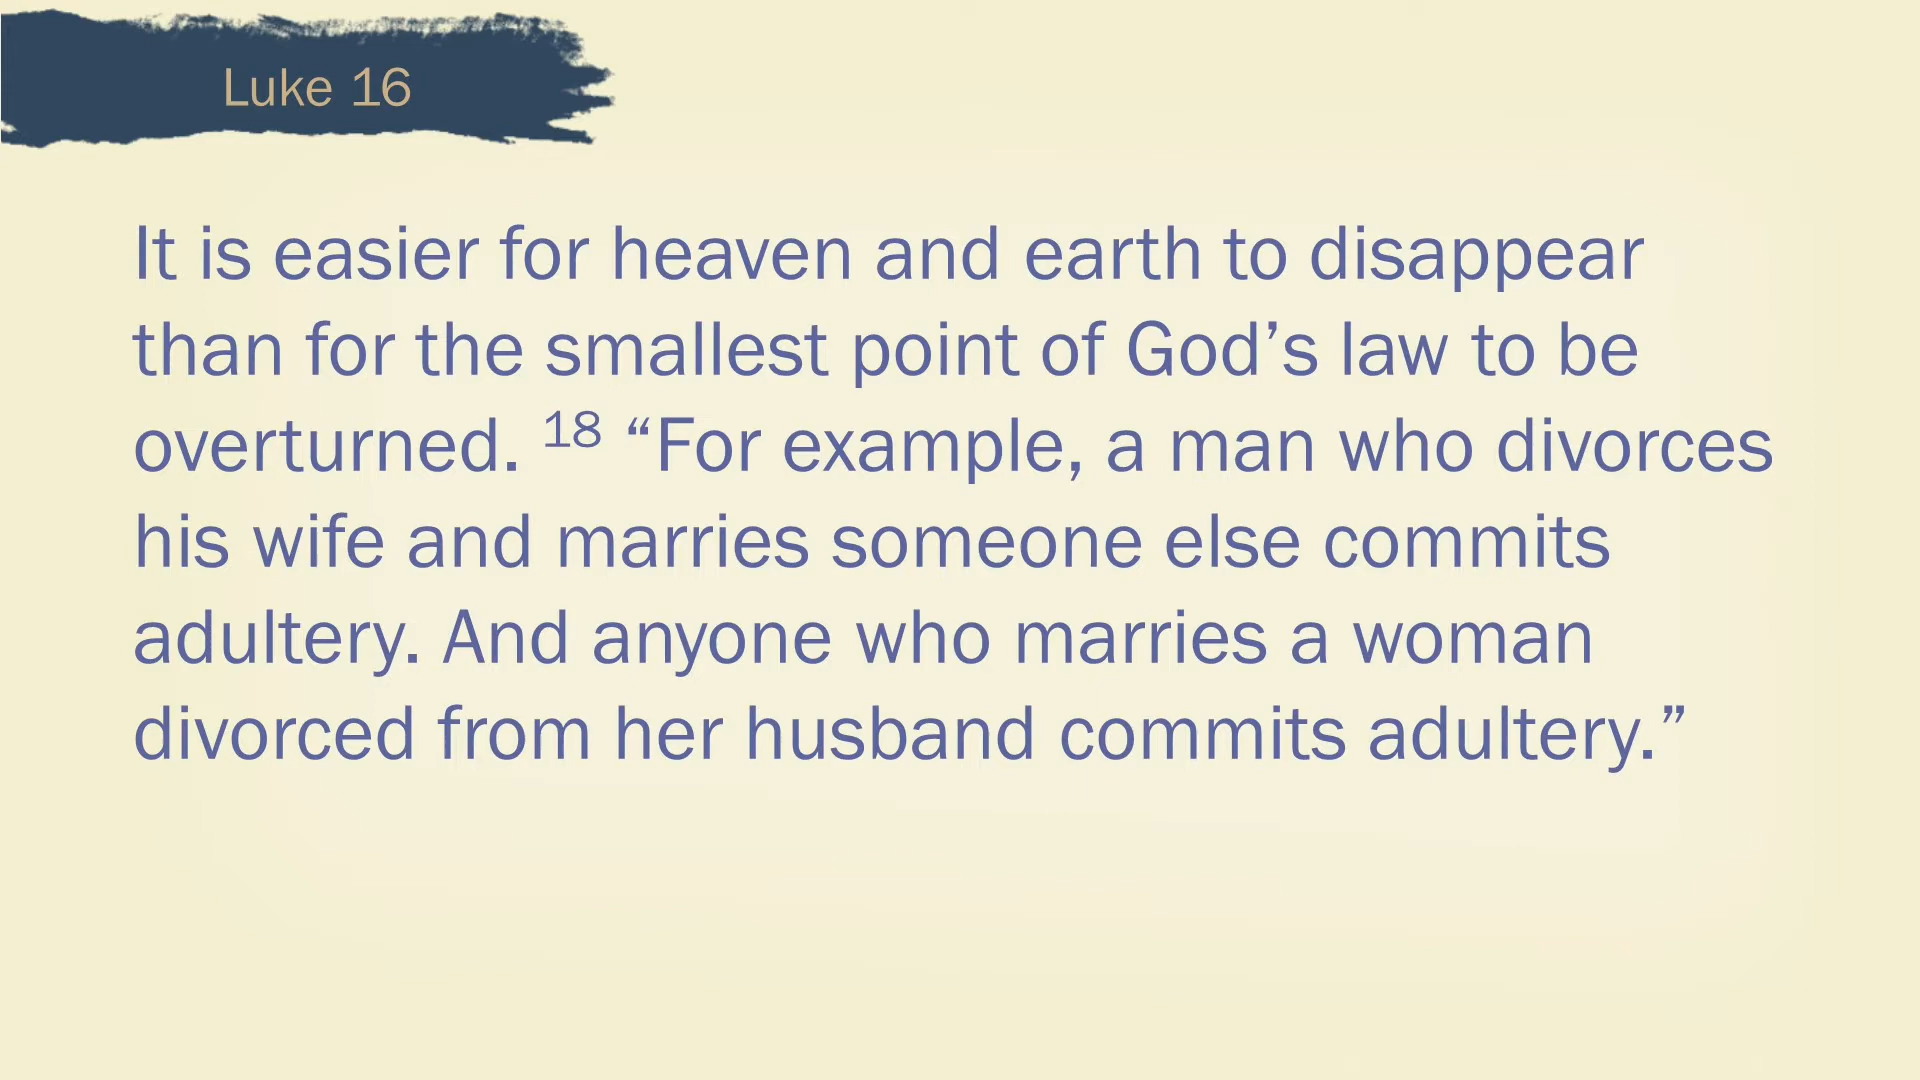 Luke 16
It is easier for heaven and earth to disappear
than for the smallest point of God’s law to be
overturned. 18 “For example, a man who divorces
his wife and marries someone else commits
adultery. And anyone who marries a woman
divorced from her husband commits adultery.”